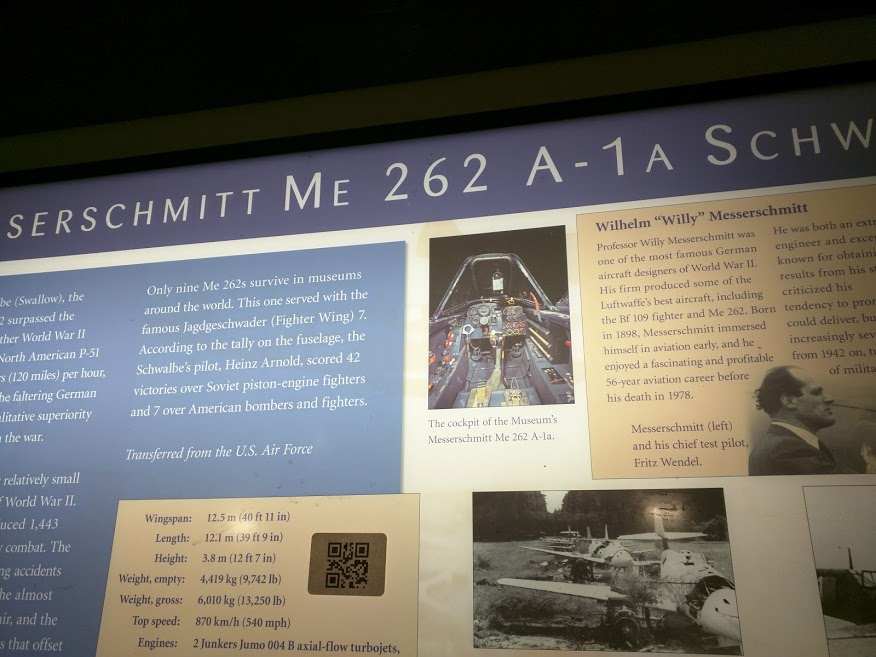 SERSCHMITT ME 262 A-1A SCHW
be (Swallow), the
2 surpassed the
ther World War II
North American P-51
rs (120 miles) per hour,
he faltering German
alitative superiority
n the war.
relatively small
f World War II.
uced 1,443
y combat. The
ng accidents
he almost
air, and the
s that offset
Only nine Me 262s survive in museums
around the world. This one served with the
famous Jagdgeschwader (Fighter Wing) 7.
According to the tally on the fuselage, the
Schwalbe's pilot, Heinz Arnold, scored 42
victories over Soviet piston-engine fighters
and 7 over American bombers and fighters.
Transferred from the U.S. Air Force
Wingspan: 12.5 m (40 ft 11 in)
Length: 12.1 m (39 ft 9 in)
Height: 3.8 m (12 ft 7 in)
Weight, empty: 4,419 kg (9,742 lb)
Weight, gross: 6,010 kg (13,250 lb)
Top speed: 870 km/h (540 mph)
Engines: 2 Junkers Jumo 004 B axial-flow turbojets,
The cockpit of the Museum's
Messerschmitt Me 262 A-1a.
Wilhelm "Willy" Messerschmitt
Professor Willy Messerschmitt was
one of the most famous German
aircraft designers of World War II.
His firm produced some of the
Luftwaffe's best aircraft, including
the Bf 109 fighter and Me 262. Born
in 1898, Messerschmitt immersed
himself in aviation early, and he
enjoyed a fascinating and profitable
56-year aviation career before
his death in 1978.
He was both an extr
engineer and excep
known for obtaini
results from his st
criticized his
tendency to pro
could deliver, bu
increasingly sev
from 1942 on, t
of milita
Messerschmitt (left)
and his chief test pilot,
Fritz Wendel.